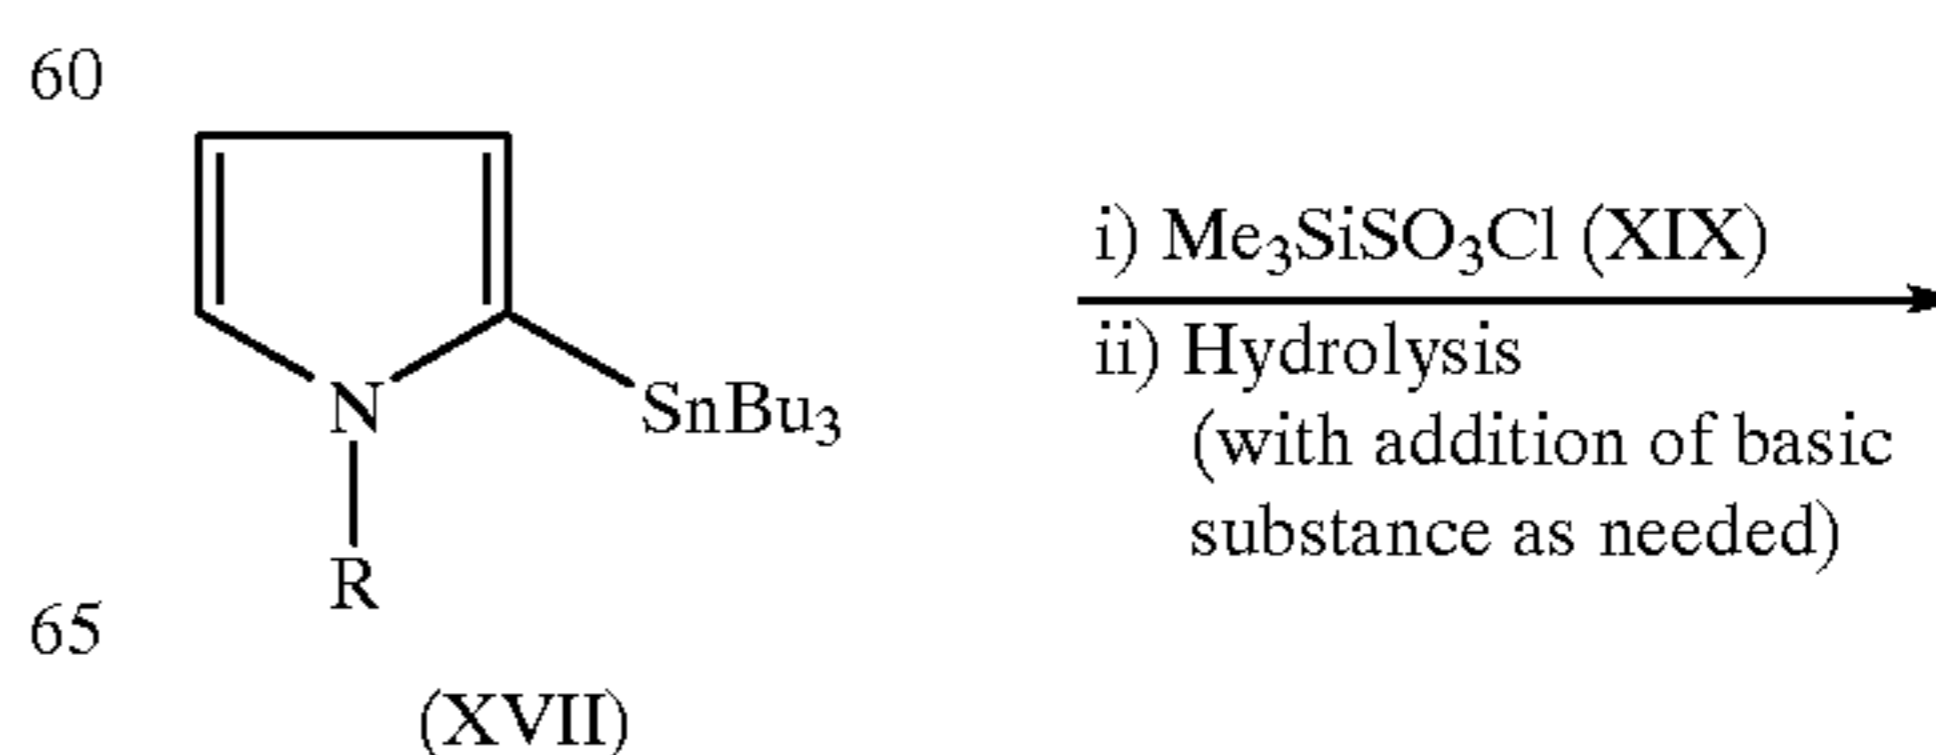 60
i) Me₃SiSO₃Cl (XIX)
ii) Hydrolysis
(with addition of basic
substance as needed)
N
SnBu₃
R
65
(XVII)